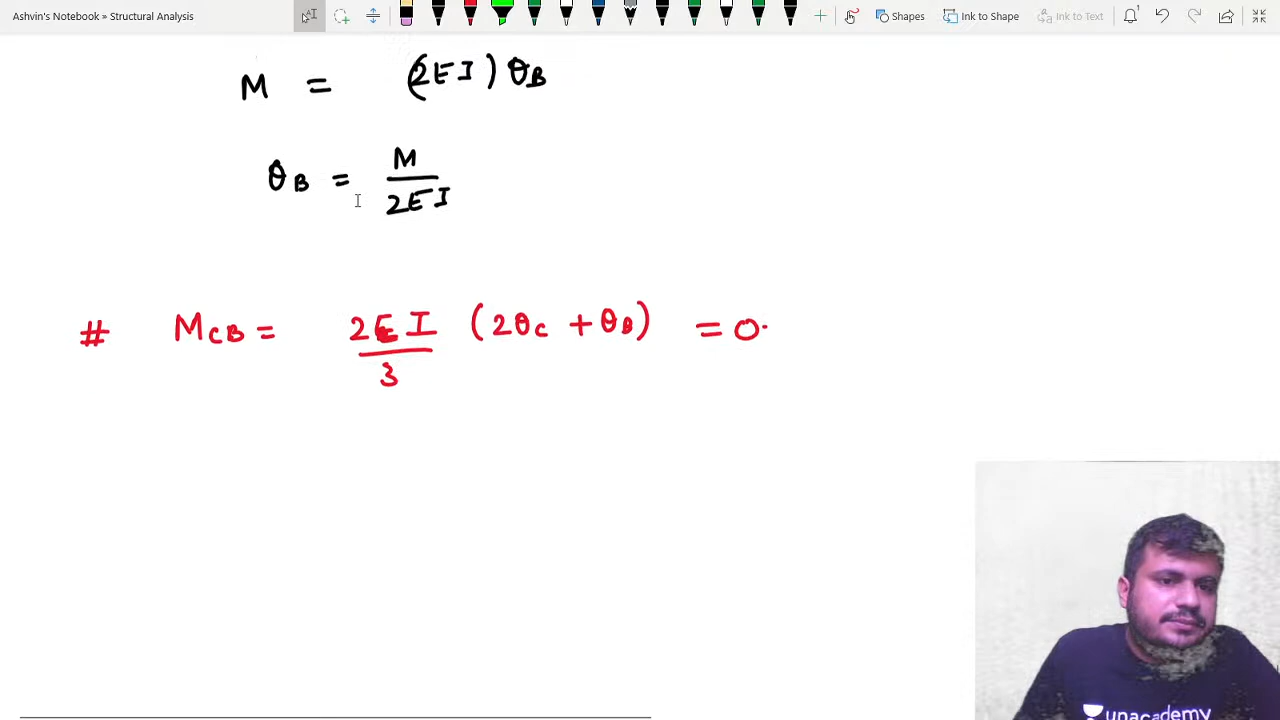 Ashvin's Notebook » Structural Analysis
Shapes Ink to Shape Ink to Text
M = (2EI) θB
θB = M / 2EI
# MCB = 2EI / 3 (2θC + θB) = 0.
unacademy